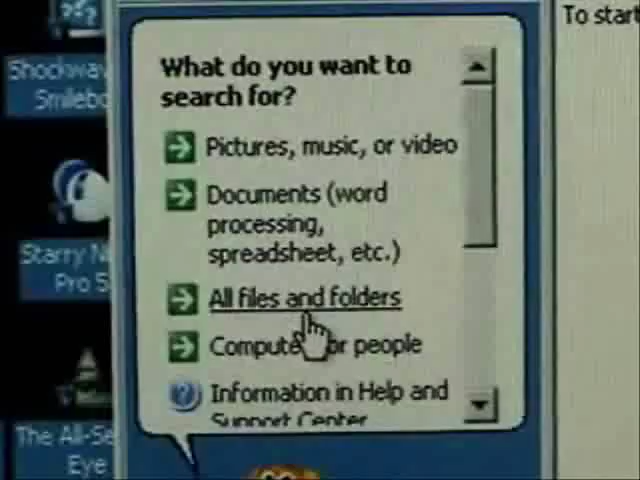 To start
Shockwav
Smilebo
What do you want to
search for?
Pictures, music, or video
Documents (word
processing,
spreadsheet, etc.)
Starry N
Pro 5
All files and folders
Compute or people
Information in Help and
Support Center
The All-Se
Eye